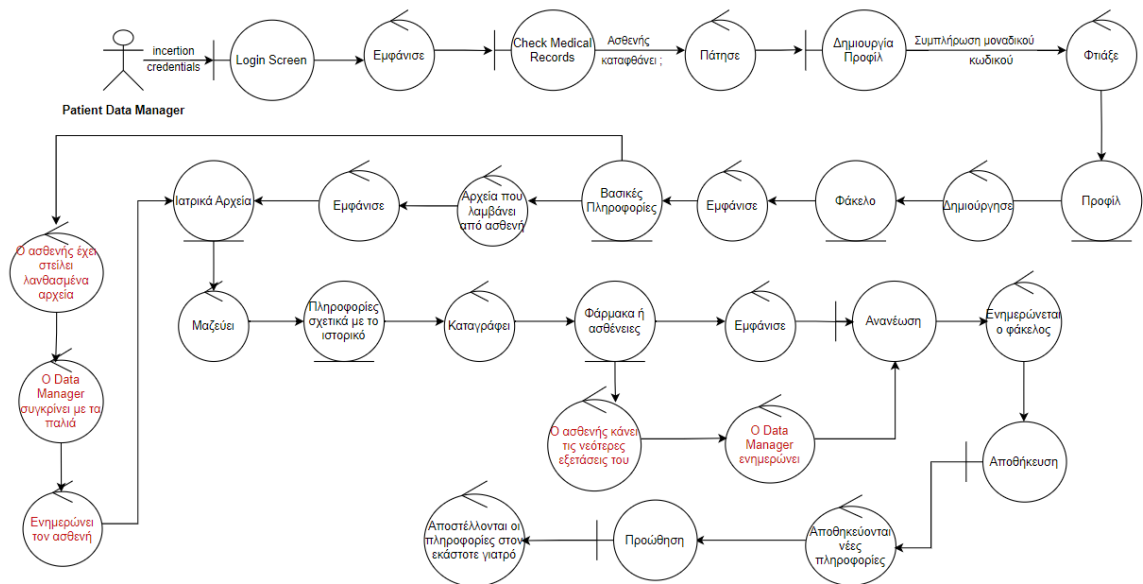 incertion
credentials
Patient Data Manager
Login Screen
Εμφάνισε
Check Medical
Records
Ασθενής
καταφθάνει ;
Πάτησε
Δημιουργία
Προφίλ
Συμπλήρωση μοναδικού
κωδικού
Φτιάξε
Προφίλ
Δημιούργησε
Φάκελο
Εμφάνισε
Βασικές
Πληροφορίες
Αρχεία που
λαμβάνει
από ασθενή
Εμφάνισε
Ιατρικά Αρχεία
Ο ασθενής έχει
στείλει
λανθασμένα
αρχεία
Ο Data
Manager
συγκρίνει με τα
παλιά
Ενημερώνει
τον ασθενή
Μαζεύει
Πληροφορίες
σχετικά με το
ιστορικό
Καταγράφει
Φάρμακα ή
ασθένειες
Εμφάνισε
Ανανέωση
Ενημερώνεται
ο φάκελος
Ο ασθενής κάνει
τις νεότερες
εξετάσεις του
Ο Data
Manager
ενημερώνει
Αποθήκευση
Αποθηκεύονται
νέες
πληροφορίες
Προώθηση
Αποστέλλονται οι
πληροφορίες στον
εκάστοτε γιατρό